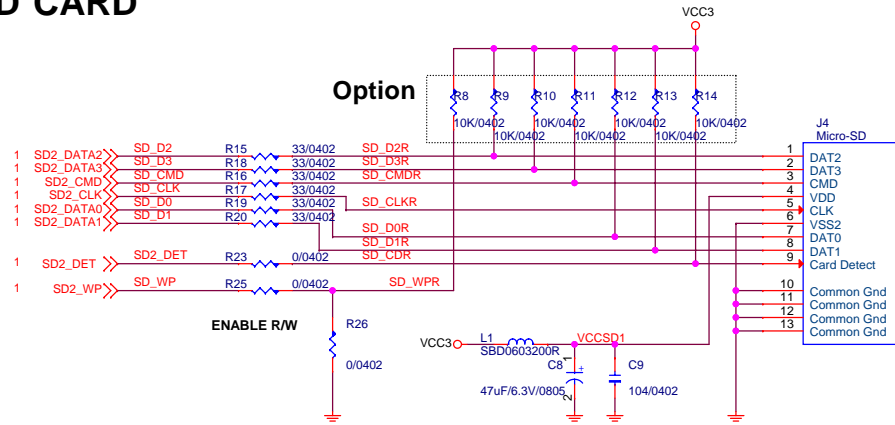 D CARD
VCC3
Option
R8 R9 R10 R11 R12 R13 R14
10K/0402 10K/0402 10K/0402 10K/0402
10K/0402 10K/0402 10K/0402
J4
Micro-SD
1 SD2_DATA2 SD_D2 R15 33/0402 SD_D2R 1 DAT2
1 SD2_DATA3 SD_D3 R18 33/0402 SD_D3R 2 DAT3
1 SD2_CMD SD_CMD R16 33/0402 SD_CMDR 3 CMD
1 SD2_CLK SD_CLK R17 33/0402 SD_CLKR 4 VDD
1 SD2_DATA0 SD_D0 R19 33/0402 5 CLK
1 SD2_DATA1 SD_D1 R20 33/0402 6 VSS2
SD_D0R 7 DAT0
SD_D1R 8 DAT1
1 SD2_DET SD2_DET R23 0/0402 SD_CDR 9 Card Detect
1 SD2_WP SD_WP R25 0/0402 SD_WPR
10 Common Gnd
11 Common Gnd
12 Common Gnd
13 Common Gnd
ENABLE R/W
R26
0/0402
VCC3 L1 VCCSD1
SBD0603200R
C8 1 + C9
47uF/6.3V/0805 2 104/0402